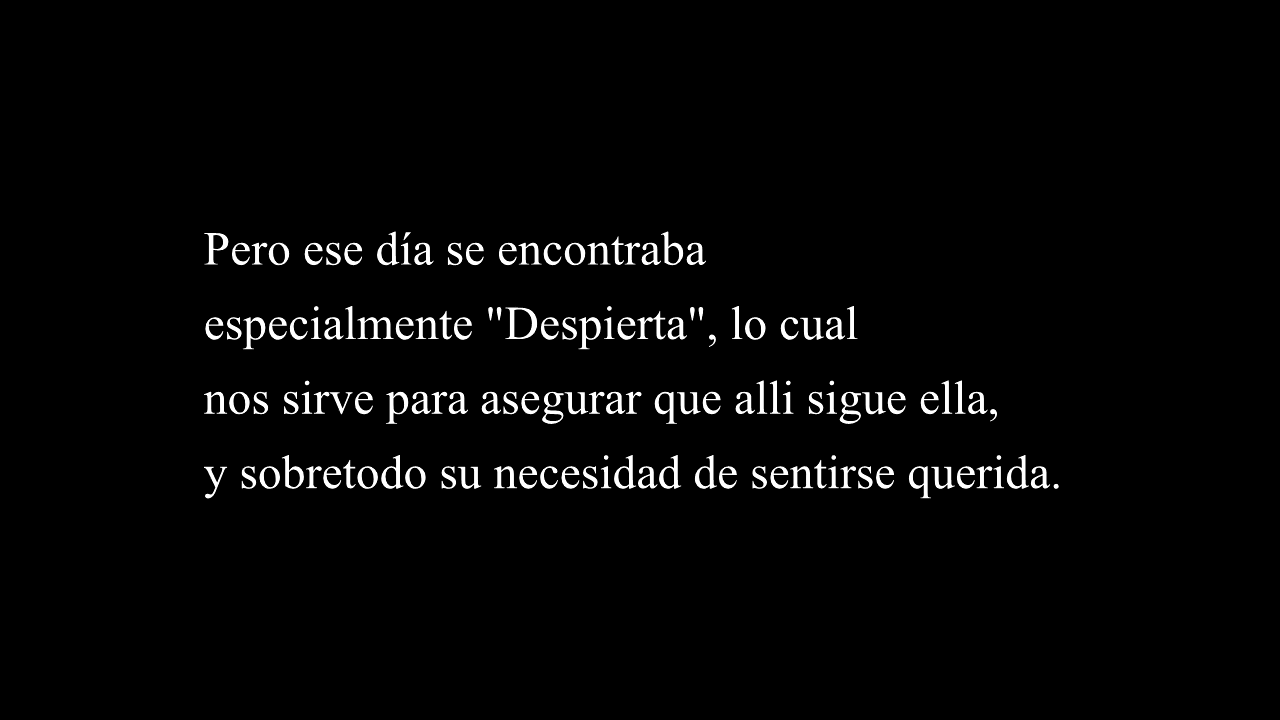 Pero ese día se encontraba
especialmente "Despierta", lo cual
nos sirve para asegurar que alli sigue ella,
y sobretodo su necesidad de sentirse querida.